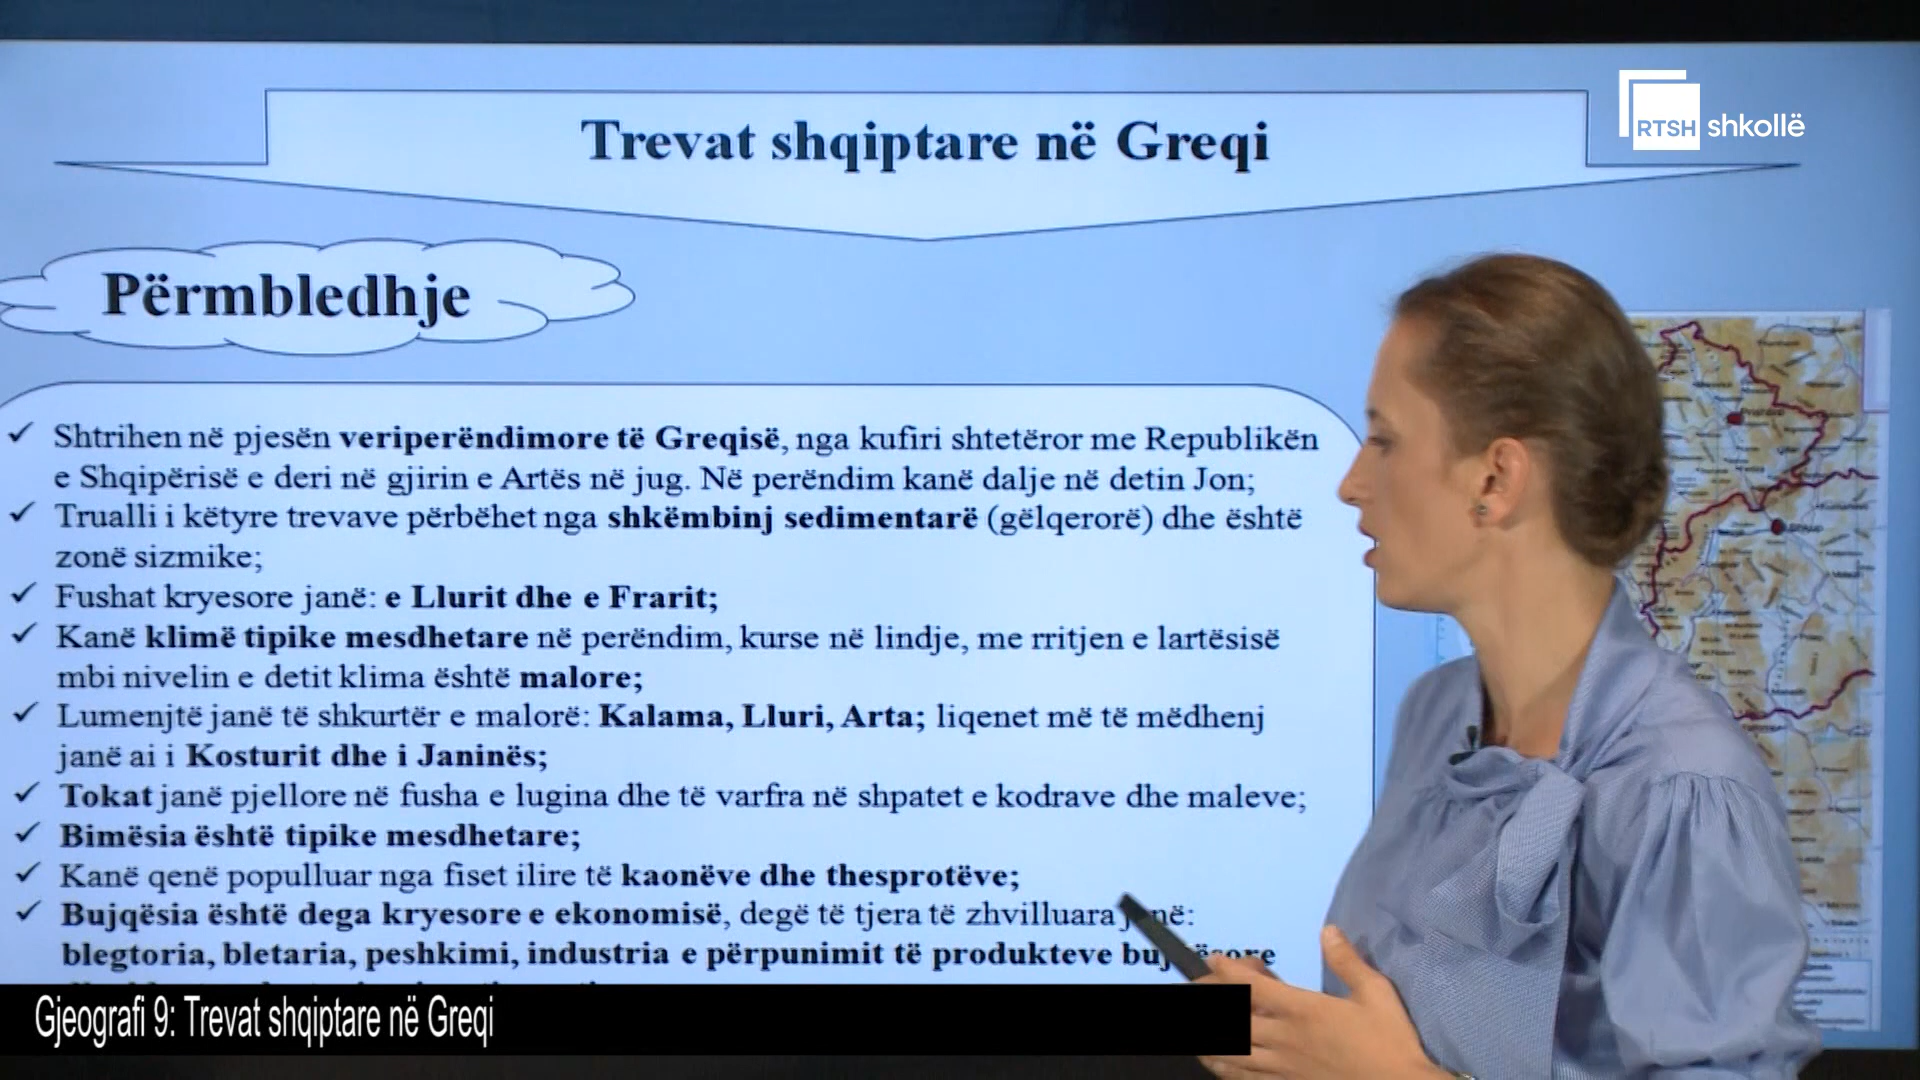 Trevat shqiptare në Greqi
RTSH shkollë
Përmbledhje
✓ Shtrihen në pjesën veriperëndimore të Greqisë, nga kufiri shtetëror me Republikën
e Shqipërisë e deri në gjirin e Artës në jug. Në perëndim kanë dalje në detin Jon;
✓ Trualli i këtyre trevave përbëhet nga shkëmbinj sedimentarë (gëlqerorë) dhe është
zonë sizmike;
✓ Fushat kryesore janë: e Llurit dhe e Frarit;
✓ Kanë klimë tipike mesdhetare në perëndim, kurse në lindje, me rritjen e lartësisë
mbi nivelin e detit klima është malore;
✓ Lumenjtë janë të shkurtër e malorë: Kalama, Lluri, Arta; liqenet më të mëdhenj
janë ai i Kosturit dhe i Janinës;
✓ Tokat janë pjellore në fusha e lugina dhe të varfra në shpatet e kodrave dhe maleve;
✓ Bimësia është tipike mesdhetare;
✓ Kanë qenë populluar nga fiset ilire të kaonëve dhe thesprotëve;
✓ Bujqësia është dega kryesore e ekonomisë, degë të tjera të zhvilluara janë:
blegtoria, bletaria, peshkimi, industria e përpunimit të produkteve bujqësore
Gjeografi 9: Trevat shqiptare në Greqi